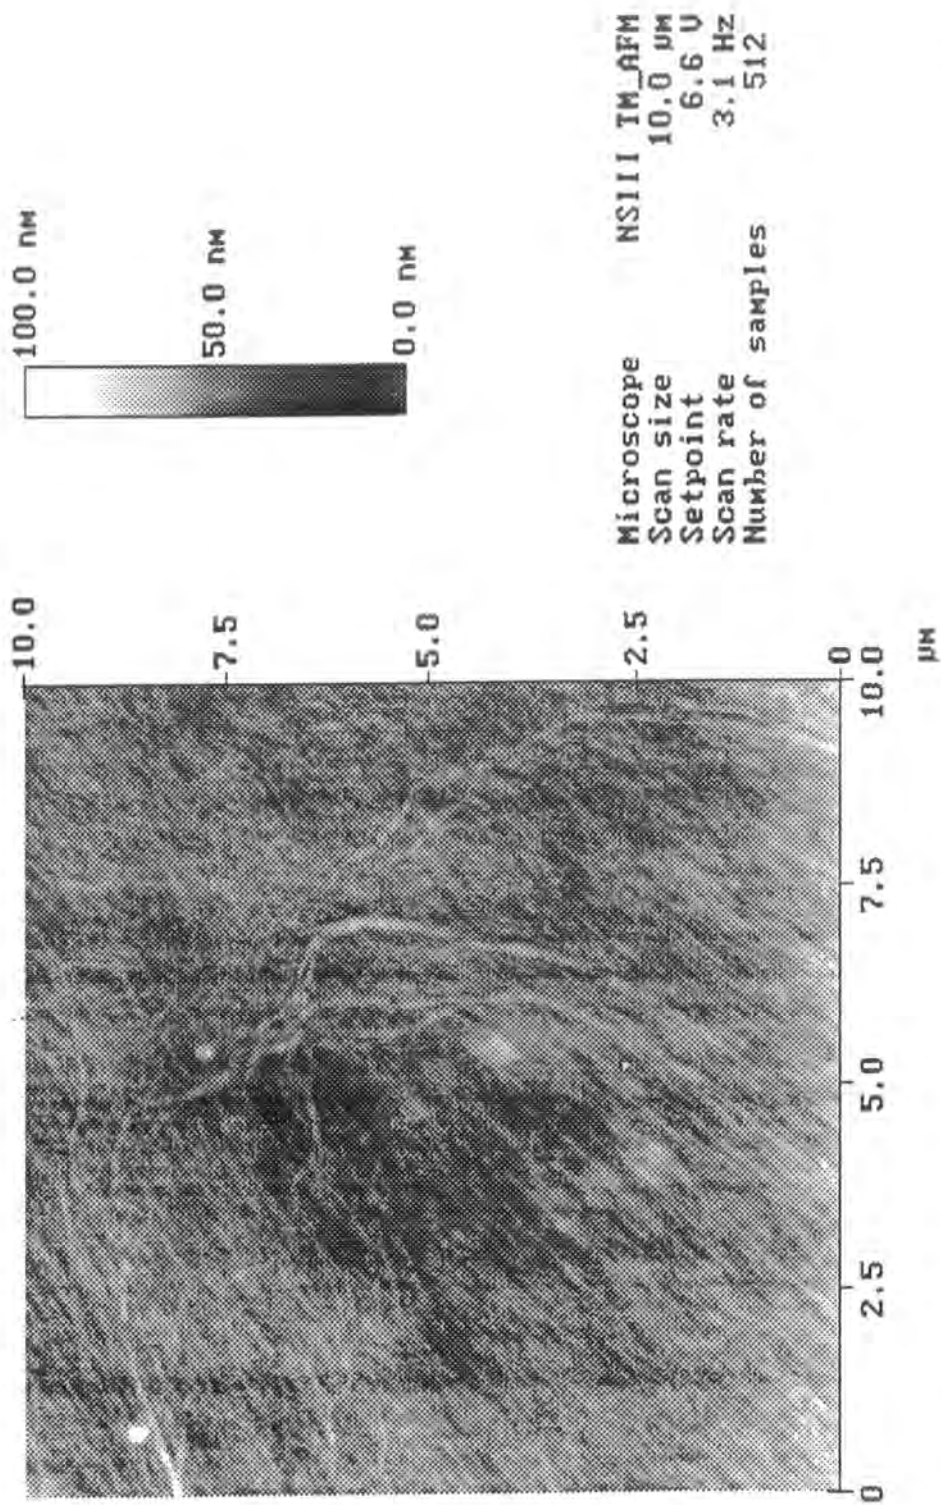 100.0 nm
50.0 nm
0.0 nm
10.0
7.5
5.0
2.5
0
0
2.5
5.0
7.5
10.0
µm
Microscope NSIII TM_AFM
Scan size 10.0 µm
Setpoint 6.6 V
Scan rate 3.1 Hz
Number of samples 512